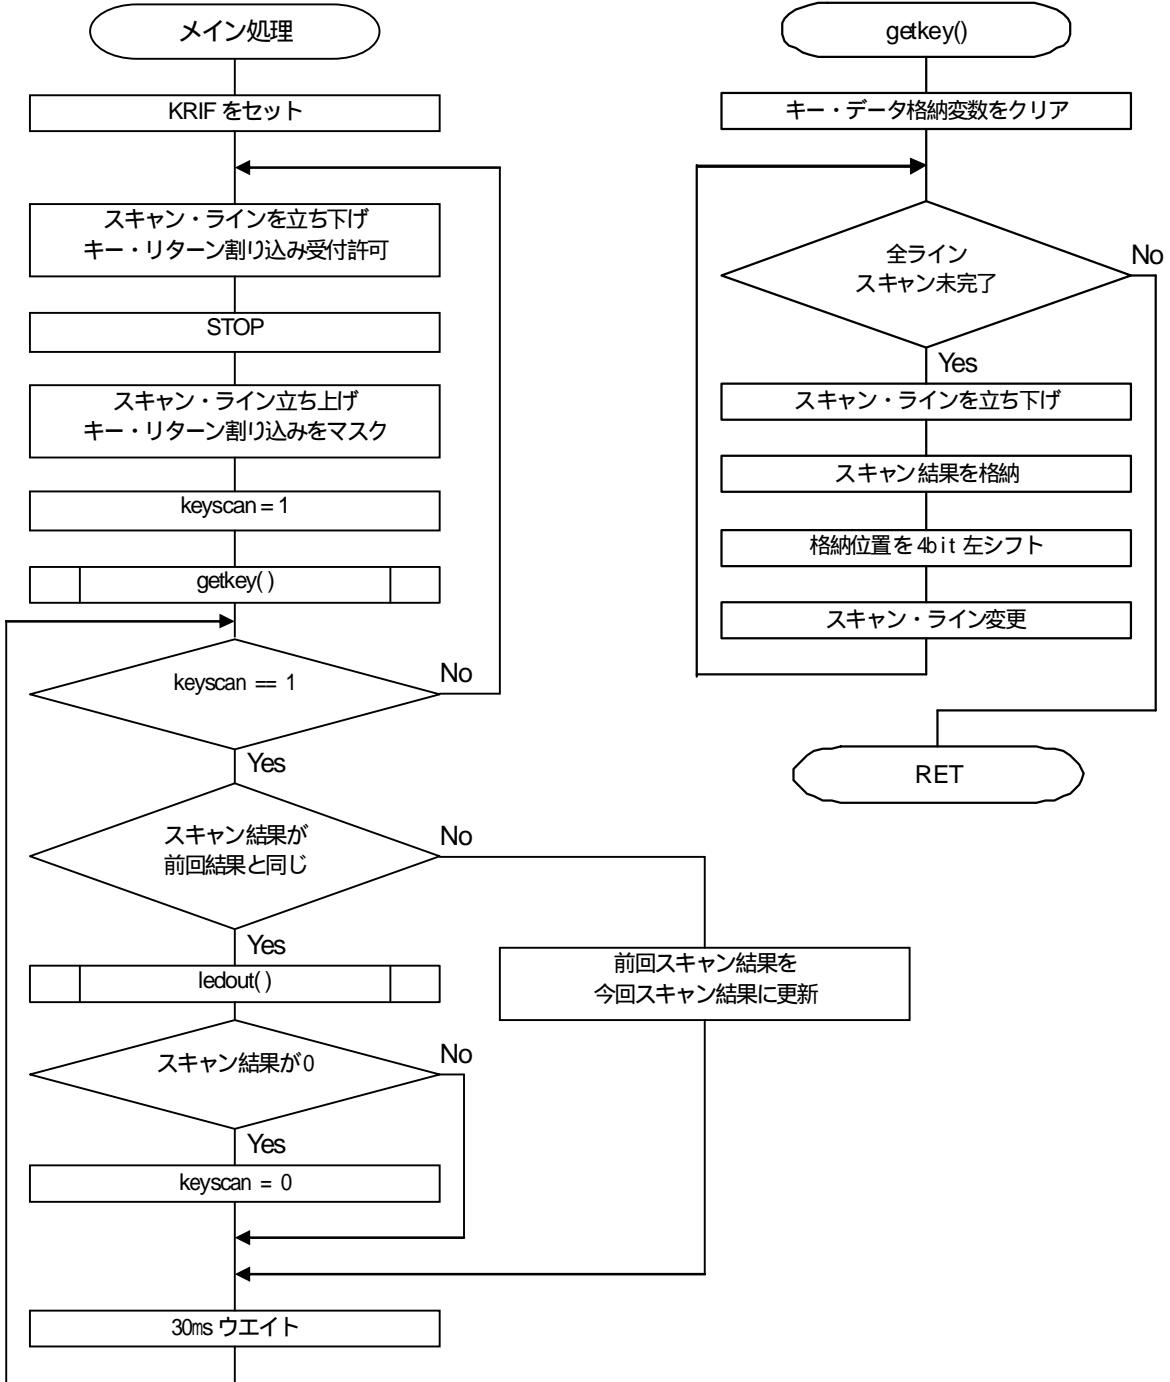 メイン処理
KRIF をセット
スキャン・ラインを立ち下げ
キー・リターン割り込み受付許可
STOP
スキャン・ライン立ち上げ
キー・リターン割り込みをマスク
keyscan = 1
getkey( )
keyscan == 1
No
Yes
スキャン結果が
前回結果と同じ
No
Yes
前回スキャン結果を
今回スキャン結果に更新
ledout( )
スキャン結果が 0
No
Yes
keyscan = 0
30ms ウエイト
getkey()
キー・データ格納変数をクリア
全ライン
スキャン未完了
No
Yes
スキャン・ラインを立ち下げ
スキャン結果を格納
格納位置を 4bit 左シフト
スキャン・ライン変更
RET